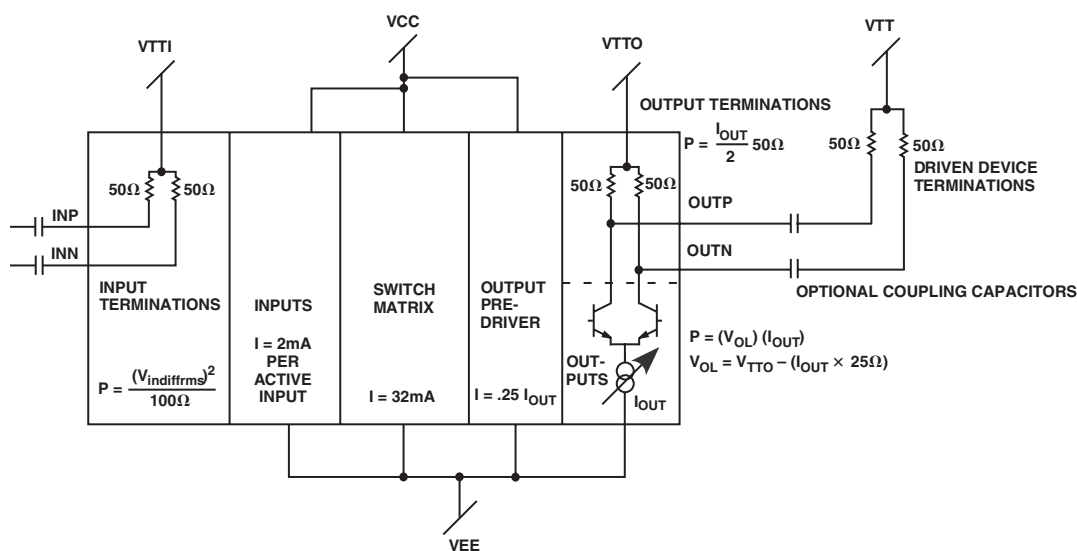 VTTI
VCC
VTTO
VTT
OUTPUT TERMINATIONS
P = I_OUT/2 50Ω
50Ω
50Ω
DRIVEN DEVICE
TERMINATIONS
50Ω
50Ω
50Ω
50Ω
INP
INN
OUTP
OUTN
OPTIONAL COUPLING CAPACITORS
INPUT
TERMINATIONS
P = (V_indiffrms)²/100Ω
INPUTS
I = 2mA
PER
ACTIVE
INPUT
SWITCH
MATRIX
I = 32mA
OUTPUT
PRE-
DRIVER
I = .25 I_OUT
OUT-
PUTS
I_OUT
P = (V_OL) (I_OUT)
V_OL = V_TTO – (I_OUT × 25Ω)
VEE